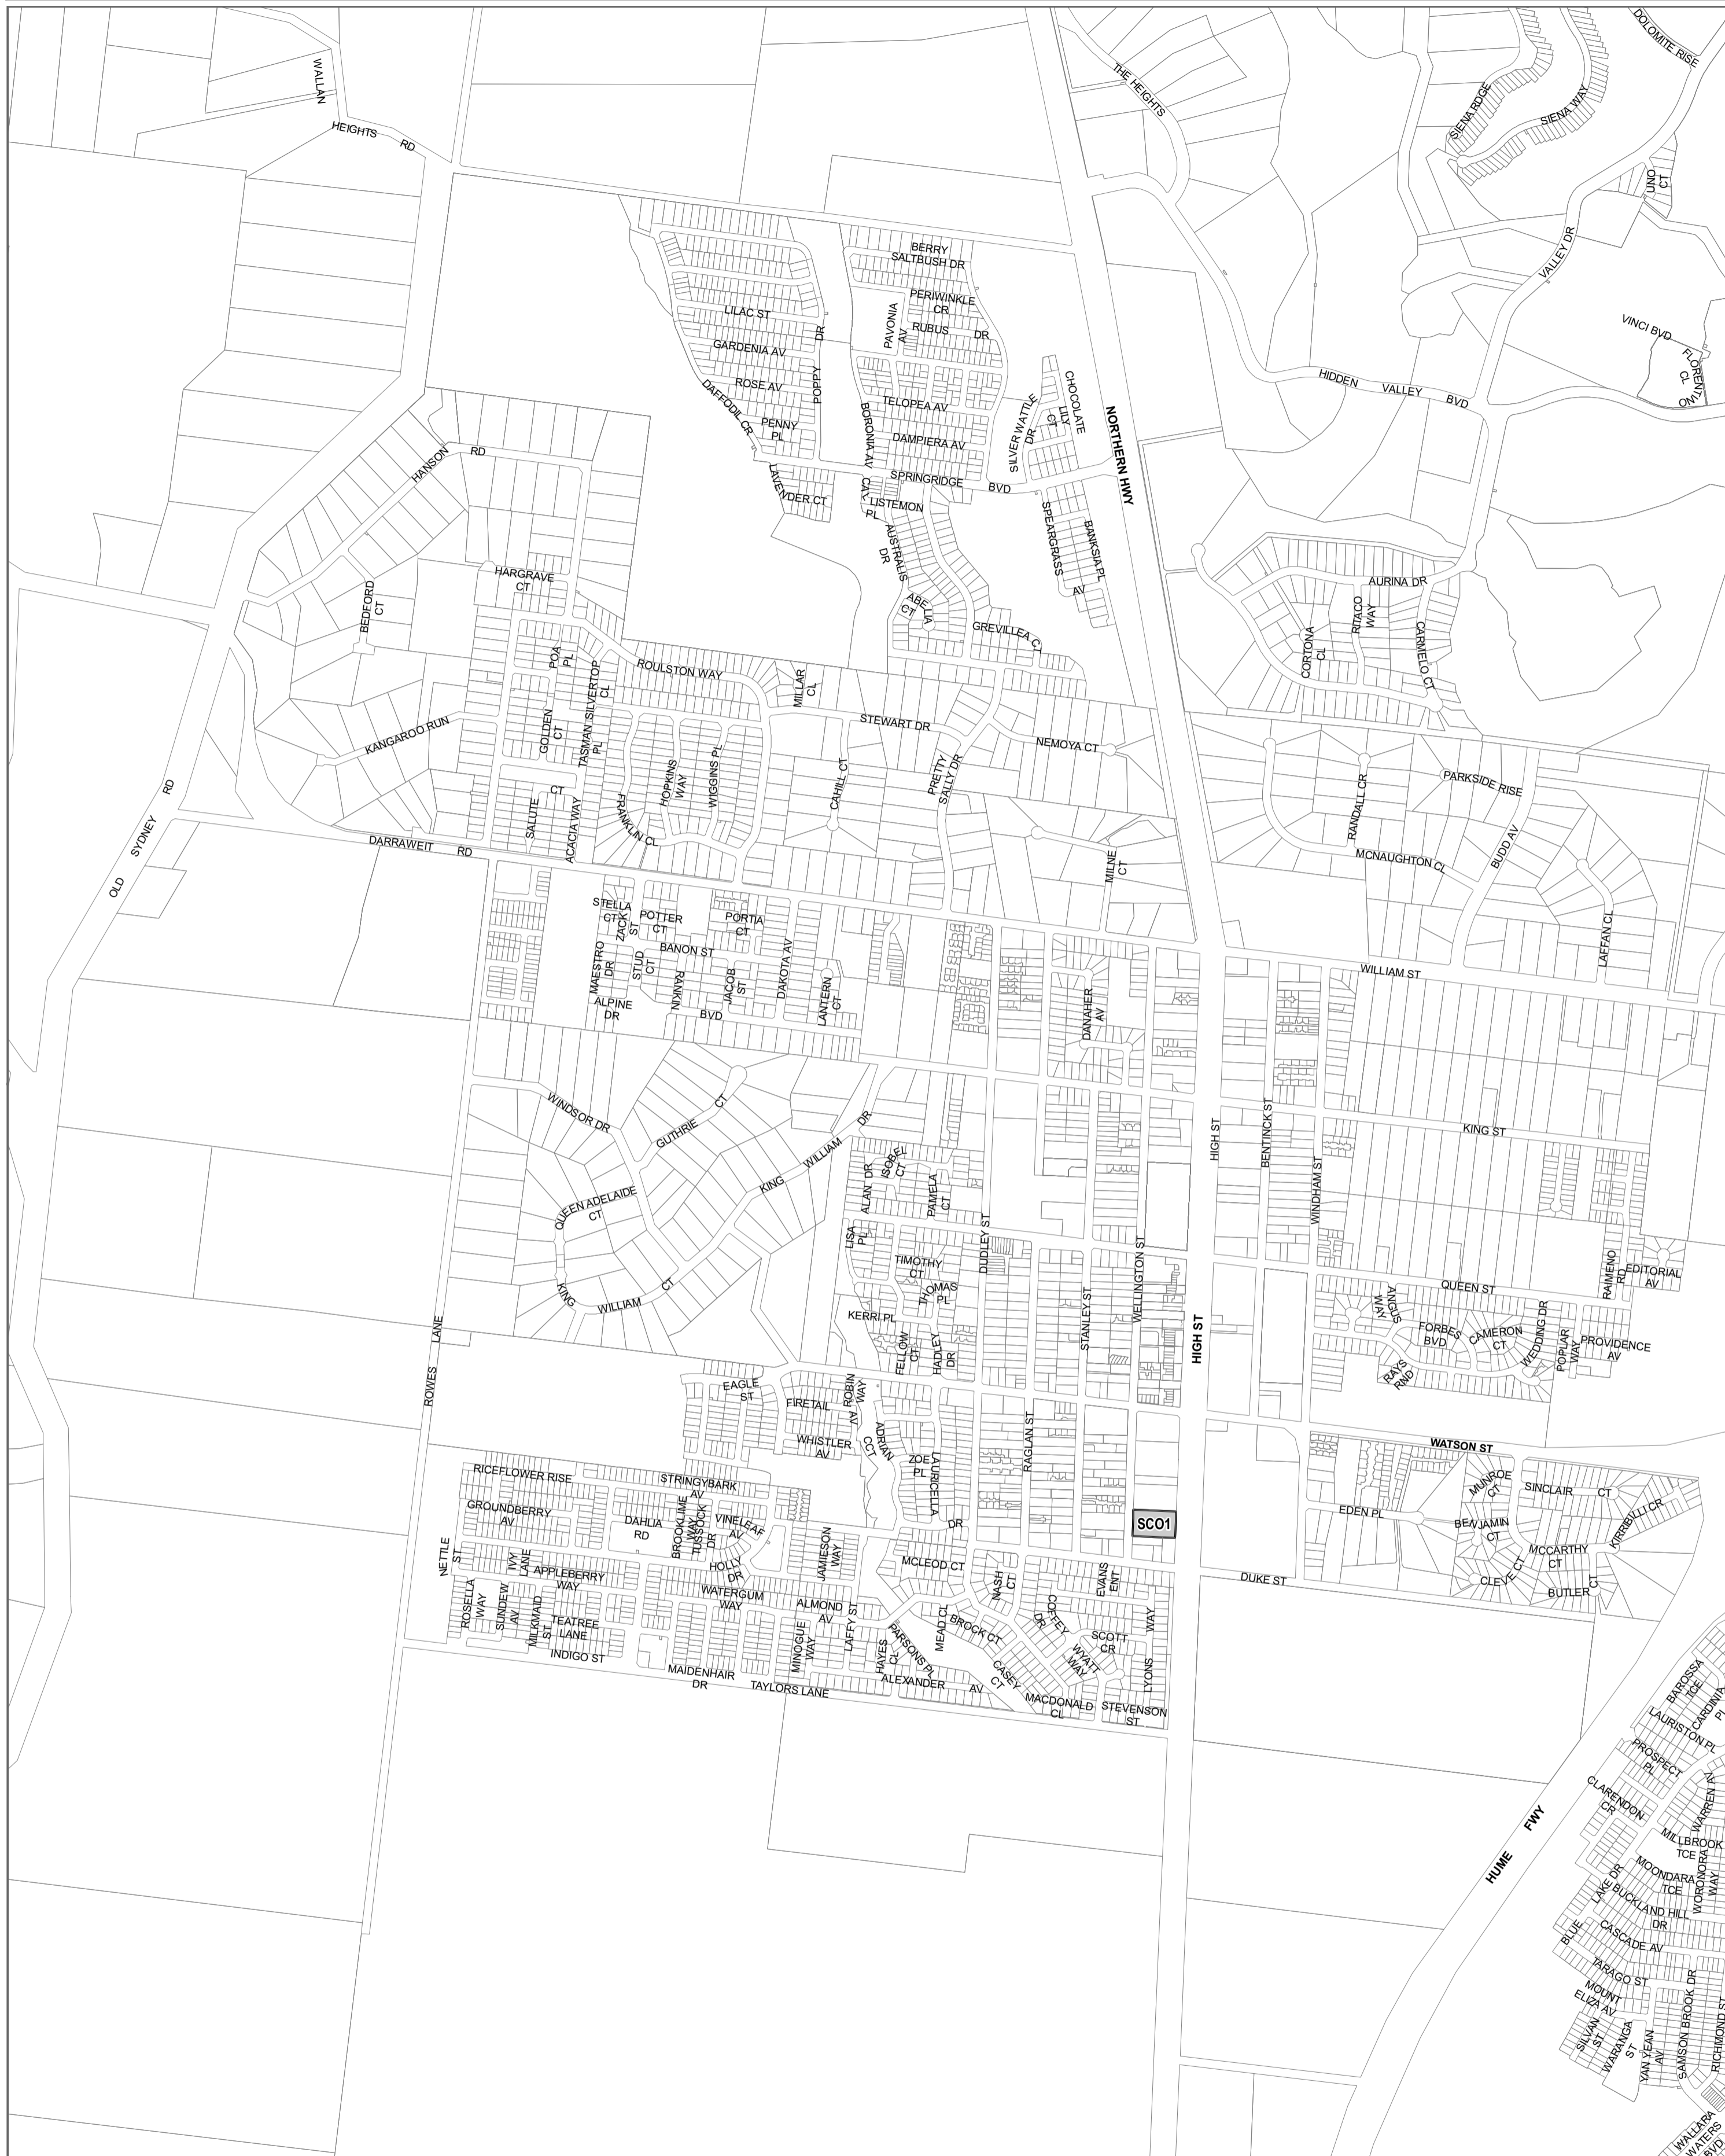 DOLOMITE RISE
WALLAN
HEIGHTS
RD
THE HEIGHTS
SIENA RDGE
SIENA WAY
UNO
CT
VALLEY DR
BERRY
SALTBUSH DR
PERIWINKLE
CR
PAVONIA
AV
RUBUS
DR
LILAC ST
DR
GARDENIA AV
ROSE AV
POPPY
DAFFODIL CR
PENNY
PL
TELOPEA AV
BORONIA AV
DAMPIERA AV
SILVER WATTLE
DR
CHOCOLATE
LILY
CT
NORTHERN HWY
VINCI BVD
FLORENTINO
CL
HIDDEN
VALLEY
BVD
HANSON
RD
SPRINGRIDGE
BVD
LAVENDER CT
CALLISTEMON
PL
AUSTRALIS
DR
SPEARGRASS
AV
BANKSIA PL
HARGRAVE
CT
BEDFORD
CT
ABELIA
CT
GREVILLEA CT
AURINA DR
RITACO
WAY
CORTONA
CL
CARMELO CT
POA
PL
ROULSTON WAY
MILLAR
CL
SILVERTOP
CL
GOLDEN
CT
TASMAN
PL
KANGAROO RUN
STEWART DR
NEMOYA CT
HOPKINS
WAY
WIGGINS PL
CAHILL CT
PRETTY
SALLY DR
PARKSIDE RISE
RANDALL CR
FRANKLIN CL
SALUTE
CT
ACACIA WAY
OLD
SYDNEY
RD
DARRAWEIT
RD
MILNE
CT
MCNAUGHTON CL
BUDD AV
LAFFAN CL
STELLA
CT
ZACK
ST
POTTER
CT
PORTIA
CT
BANON ST
MAESTRO
DR
STUD
CT
RANKIN
BVD
JACOB
ST
DAKOTA AV
LANTERN
CT
ALPINE
DR
DANAHER
AV
WILLIAM ST
WINDSOR DR
GUTHRIE
CT
KING
WILLIAM
DR
HIGH ST
BENTINCK ST
KING ST
ISOBEL
CT
ALAN DR
PAMELA
CT
QUEEN ADELAIDE
CT
WINDHAM ST
LISA
PL
DUDLEY ST
TIMOTHY
CT
THOMAS
PL
WELLINGTON ST
STANLEY ST
QUEEN ST
RAMENO
RD
EDITORIAL
AV
KING
WILLIAM
CT
KERRI PL
FELLOW
CT
HADLEY
DR
HIGH ST
ANGUS
WAY
FORBES
BVD
CAMERON
CT
WEDDING DR
POPLAR
WAY
PROVIDENCE
AV
RAYS
RND
ROWES
LANE
EAGLE
ST
FIRETAIL
AV
ROBIN
WAY
WHISTLER
AV
ADRIAN
CCT
ZOE
PL
LAURICELLA
DR
RAGLAN ST
WATSON ST
RICEFLOWER RISE
STRINGYBARK
AV
GROUNDBERRY
AV
DAHLIA
RD
BROOKLIME
WAY
TUSSOCK
DR
VINELEAF
AV
SCO1
MUNROE
CT
SINCLAIR
CT
KIRRIBILLI CR
EDEN PL
BENJAMIN
CT
MCCARTHY
CT
CLEVE CT
BUTLER
CT
NETTLE
ST
IVY
LANE
APPLEBERRY
WAY
HOLLY
DR
JAMIESON
WAY
MCLEOD CT
NASH
CT
EVANS
ENT
DUKE ST
WATERGUM
WAY
ALMOND
AV
ROSELLA
WAY
SUNDEW
AV
MILKMAID
ST
TEATREE
LANE
INDIGO ST
MINOGUE
WAY
LAFFY ST
HAYES
CL
PARSONS PL
MEAD CL
BROCK CT
COFFEY
DR
SCOTT
CR
WYATT
WAY
LYONS
WAY
CASEY
CT
MAIDENHAIR
DR
TAYLORS LANE
ALEXANDER
AV
MACDONALD
CL
STEVENSON
ST
BAROSSA
TCE
CARDINIA
PL
LAURISTON PL
PROSPECT
PL
CLARENDON
CR
WARREN AV
HUME
FWY
MILLBROOK
TCE
MOONDARA
TCE
WORONORA
WAY
BLUE
LAKE DR
BUCKLAND HILL
DR
CASCADE AV
TARAGO ST
MOUNT
ELIZA AV
SILVAN
ST
WARANGA
ST
YAN YEAN
AV
SAMSON BROOK DR
RICHMOND ST
WALLARA
WATERS
BVD